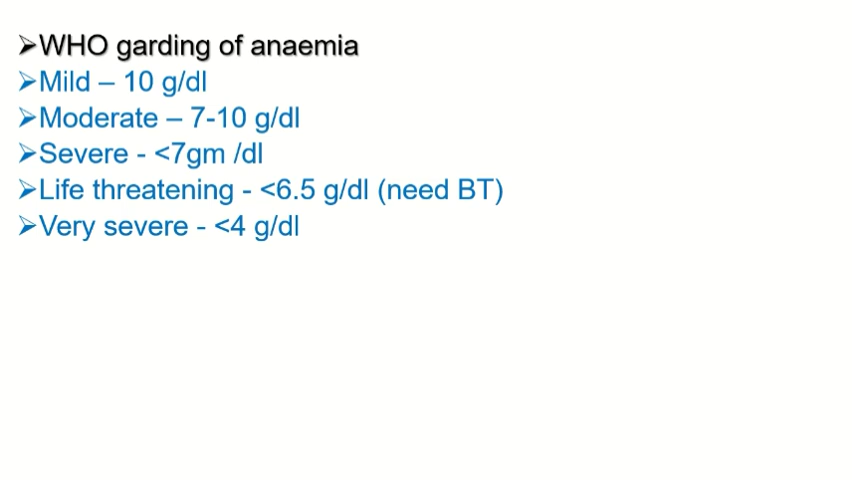 ➢WHO garding of anaemia
➢Mild – 10 g/dl
➢Moderate – 7-10 g/dl
➢Severe - <7gm /dl
➢Life threatening - <6.5 g/dl (need BT)
➢Very severe - <4 g/dl